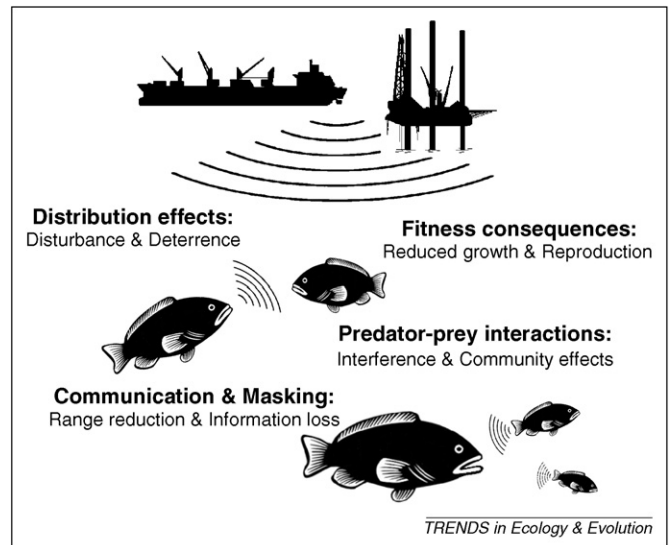 Distribution effects:
Disturbance & Deterrence
Fitness consequences:
Reduced growth & Reproduction
Predator-prey interactions:
Interference & Community effects
Communication & Masking:
Range reduction & Information loss
TRENDS in Ecology & Evolution